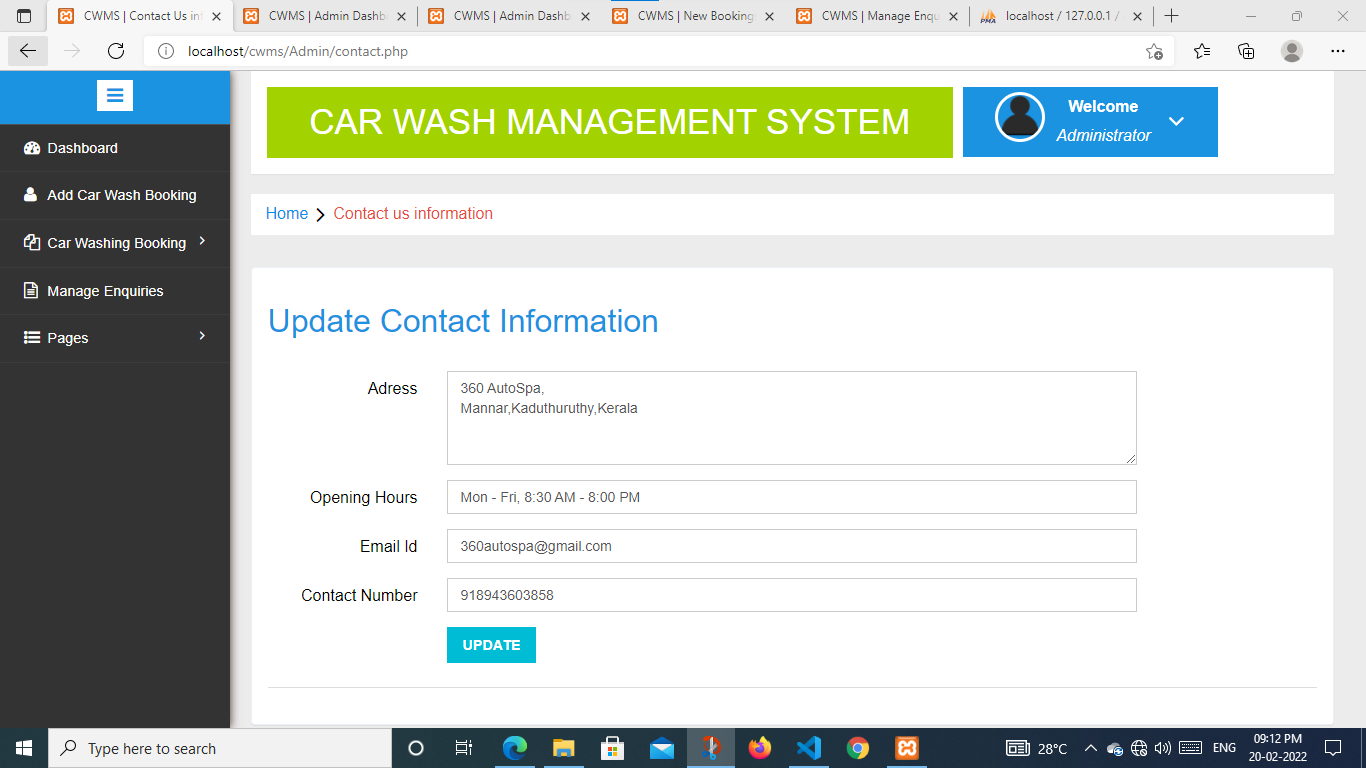 CWMS | Contact Us in
CWMS | Admin Dashb
CWMS | Admin Dashb
CWMS | New Booking
CWMS | Manage Enqu
PMA
localhost / 127.0.0.1 /
localhost/cwms/Admin/contact.php
CAR WASH MANAGEMENT SYSTEM
Welcome
Administrator
Dashboard
Add Car Wash Booking
Car Washing Booking
Manage Enquiries
Pages
Home
Contact us information
Update Contact Information
Adress
360 AutoSpa,
Mannar,Kaduthuruthy,Kerala
Opening Hours
Mon - Fri, 8:30 AM - 8:00 PM
Email Id
360autospa@gmail.com
Contact Number
918943603858
UPDATE
Type here to search
28°C
ENG
09:12 PM
20-02-2022